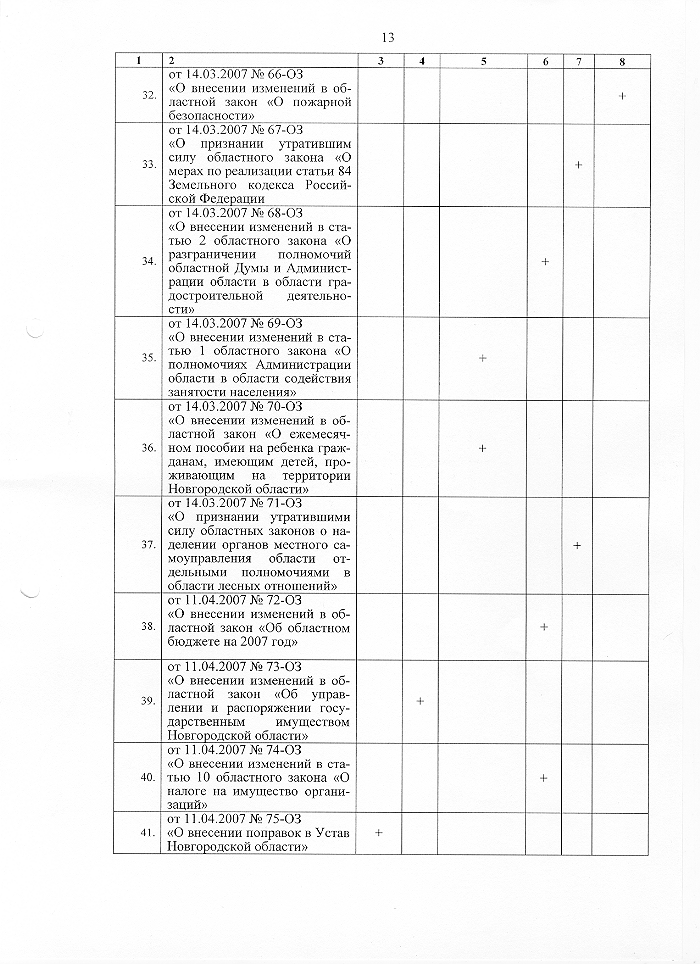 13
1 2 3 4 5 6 7 8
от 14.03.2007 № 66-ОЗ
«О внесении изменений в об-
32. ластной закон «О пожарной +
безопасности»
от 14.03.2007 № 67-ОЗ
«О признании утратившим
силу областного закона «О
33. мерах по реализации статьи 84 +
Земельного кодекса Россий-
ской Федерации
от 14.03.2007 № 68-ОЗ
«О внесении изменений в ста-
тью 2 областного закона «О
разграничении полномочий
34. областной Думы и Админист- +
рации области в области гра-
достроительной деятельно-
сти»
от 14.03.2007 № 69-ОЗ
«О внесении изменений в ста-
тью 1 областного закона «О
35. полномочиях Администрации +
области в области содействия
занятости населения»
от 14.03.2007 № 70-ОЗ
«О внесении изменений в об-
ластной закон «О ежемесяч-
36. ном пособии на ребенка граж- +
данам, имеющим детей, про-
живающим на территории
Новгородской области»
от 14.03.2007 № 71-ОЗ
«О признании утратившими
силу областных законов о на-
37. делении органов местного са- +
моуправления области от-
дельными полномочиями в
области лесных отношений»
от 11.04.2007 № 72-ОЗ
«О внесении изменений в об-
38. ластной закон «Об областном +
бюджете на 2007 год»
от 11.04.2007 № 73-ОЗ
«О внесении изменений в об-
ластной закон «Об управ-
39. лении и распоряжении госу- +
дарственным имуществом
Новгородской области»
от 11.04.2007 № 74-ОЗ
«О внесении изменений в ста-
40. тью 10 областного закона «О +
налоге на имущество органи-
заций»
от 11.04.2007 № 75-ОЗ
41. «О внесении поправок в Устав +
Новгородской области»